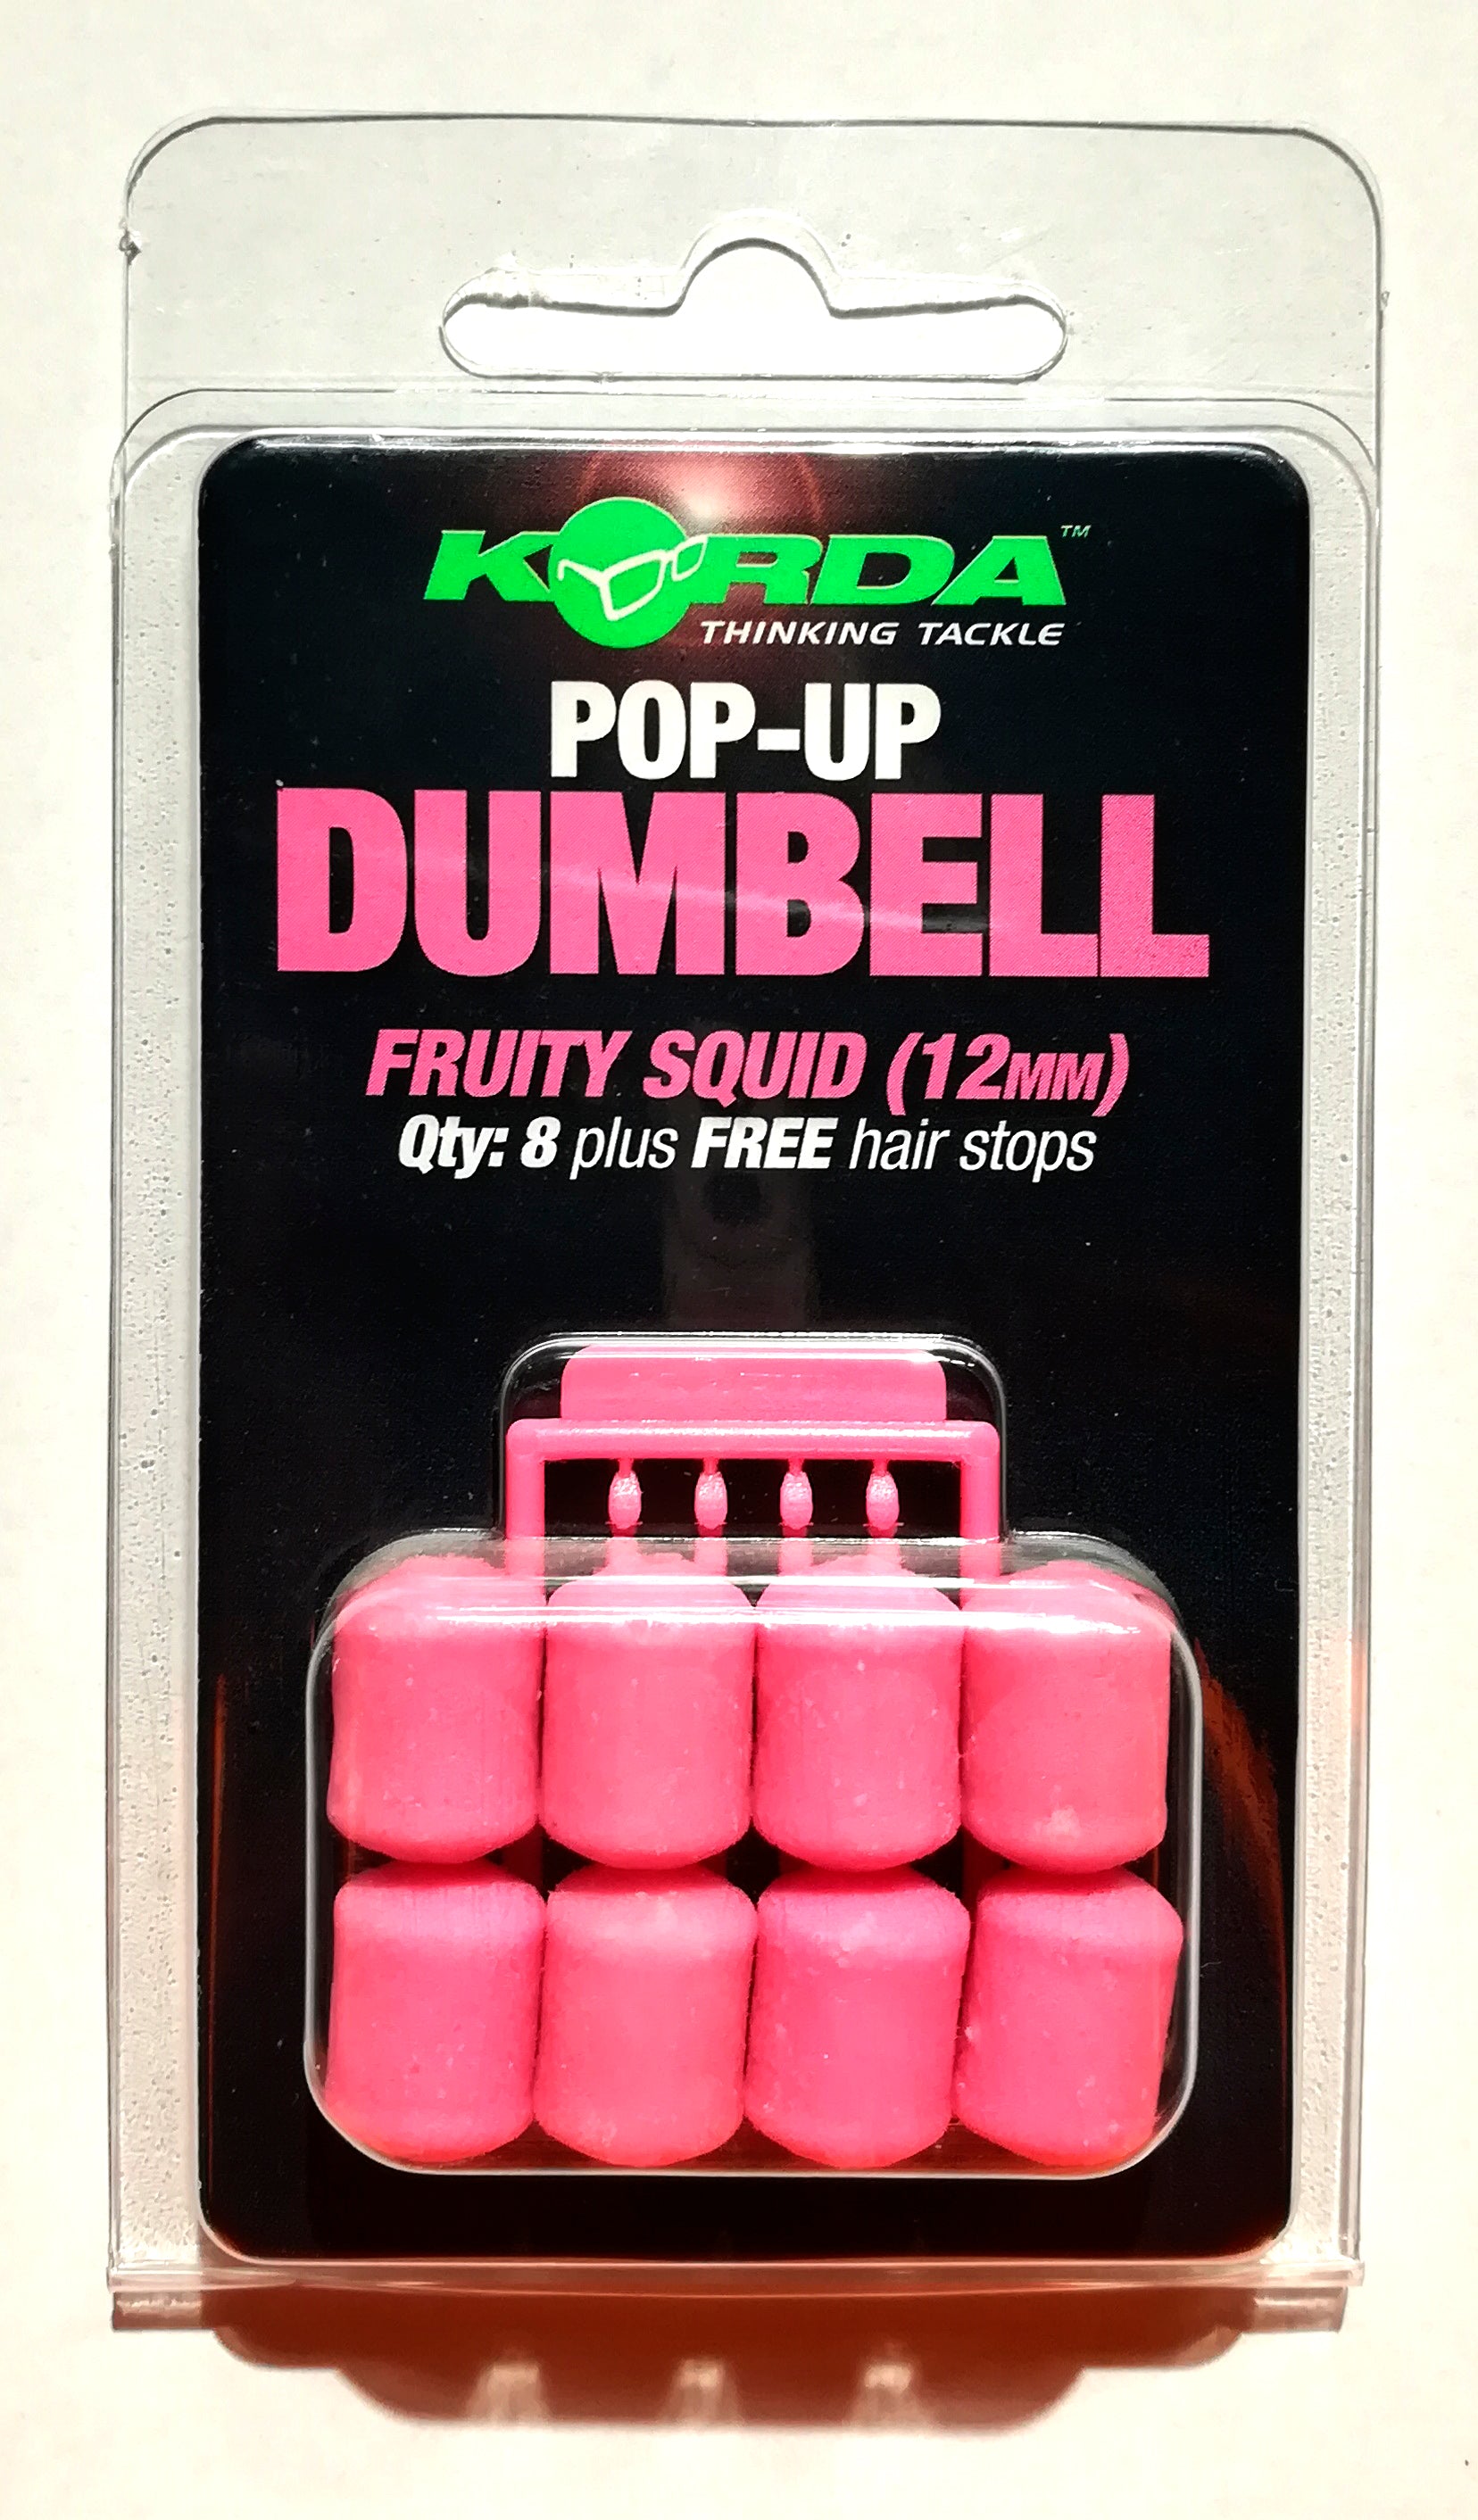 KORDA™
THINKING TACKLE
POP-UP
DUMBELL
FRUITY SQUID (12MM)
Qty: 8 plus FREE hair stops